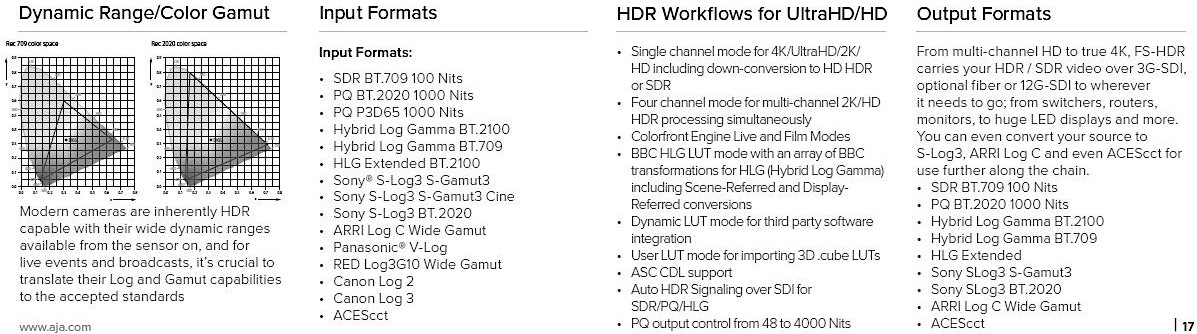 Dynamic Range/Color Gamut
Rec 709 color space
Rec 2020 color space
Modern cameras are inherently HDR
capable with their wide dynamic ranges
available from the sensor on, and for
live events and broadcasts, it's crucial to
translate their Log and Gamut capabilities
to the accepted standards
www.aja.com
Input Formats
Input Formats:
• SDR BT.709 100 Nits
• PQ BT.2020 1000 Nits
• PQ P3D65 1000 Nits
• Hybrid Log Gamma BT.2100
• Hybrid Log Gamma BT.709
• HLG Extended BT.2100
• Sony® S-Log3 S-Gamut3
• Sony S-Log3 S-Gamut3 Cine
• Sony S-Log3 BT.2020
• ARRI Log C Wide Gamut
• Panasonic® V-Log
• RED Log3G10 Wide Gamut
• Canon Log 2
• Canon Log 3
• ACEScct
HDR Workflows for UltraHD/HD
• Single channel mode for 4K/UltraHD/2K/
HD including down-conversion to HD HDR
or SDR
• Four channel mode for multi-channel 2K/HD
HDR processing simultaneously
• Colorfront Engine Live and Film Modes
• BBC HLG LUT mode with an array of BBC
transformations for HLG (Hybrid Log Gamma)
including Scene-Referred and Display-
Referred conversions
• Dynamic LUT mode for third party software
integration
• User LUT mode for importing 3D .cube LUTs
• ASC CDL support
• Auto HDR Signaling over SDI for
SDR/PQ/HLG
• PQ output control from 48 to 4000 Nits
Output Formats
From multi-channel HD to true 4K, FS-HDR
carries your HDR / SDR video over 3G-SDI,
optional fiber or 12G-SDI to wherever
it needs to go; from switchers, routers,
monitors, to huge LED displays and more.
You can even convert your source to
S-Log3, ARRI Log C and even ACEScct for
use further along the chain.
• SDR BT.709 100 Nits
• PQ BT.2020 1000 Nits
• Hybrid Log Gamma BT.2100
• Hybrid Log Gamma BT.709
• HLG Extended
• Sony SLog3 S-Gamut3
• Sony SLog3 BT.2020
• ARRI Log C Wide Gamut
• ACEScct
| 17